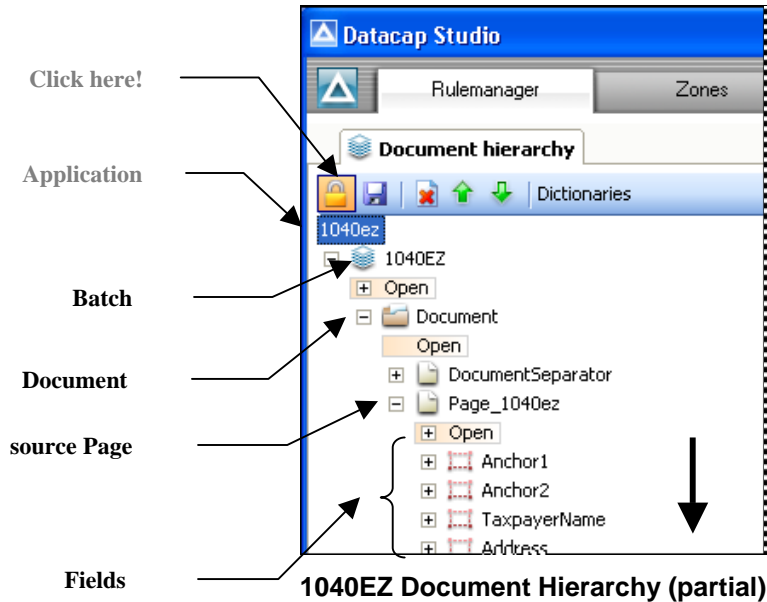 Datacap Studio
Click here!
Rulemanager
Zones
Document hierarchy
Application
Dictionaries
1040ez
1040EZ
Open
Batch
Document
Open
Document
DocumentSeparator
Page_1040ez
source Page
Open
Anchor1
Anchor2
TaxpayerName
Address
Fields
1040EZ Document Hierarchy (partial)